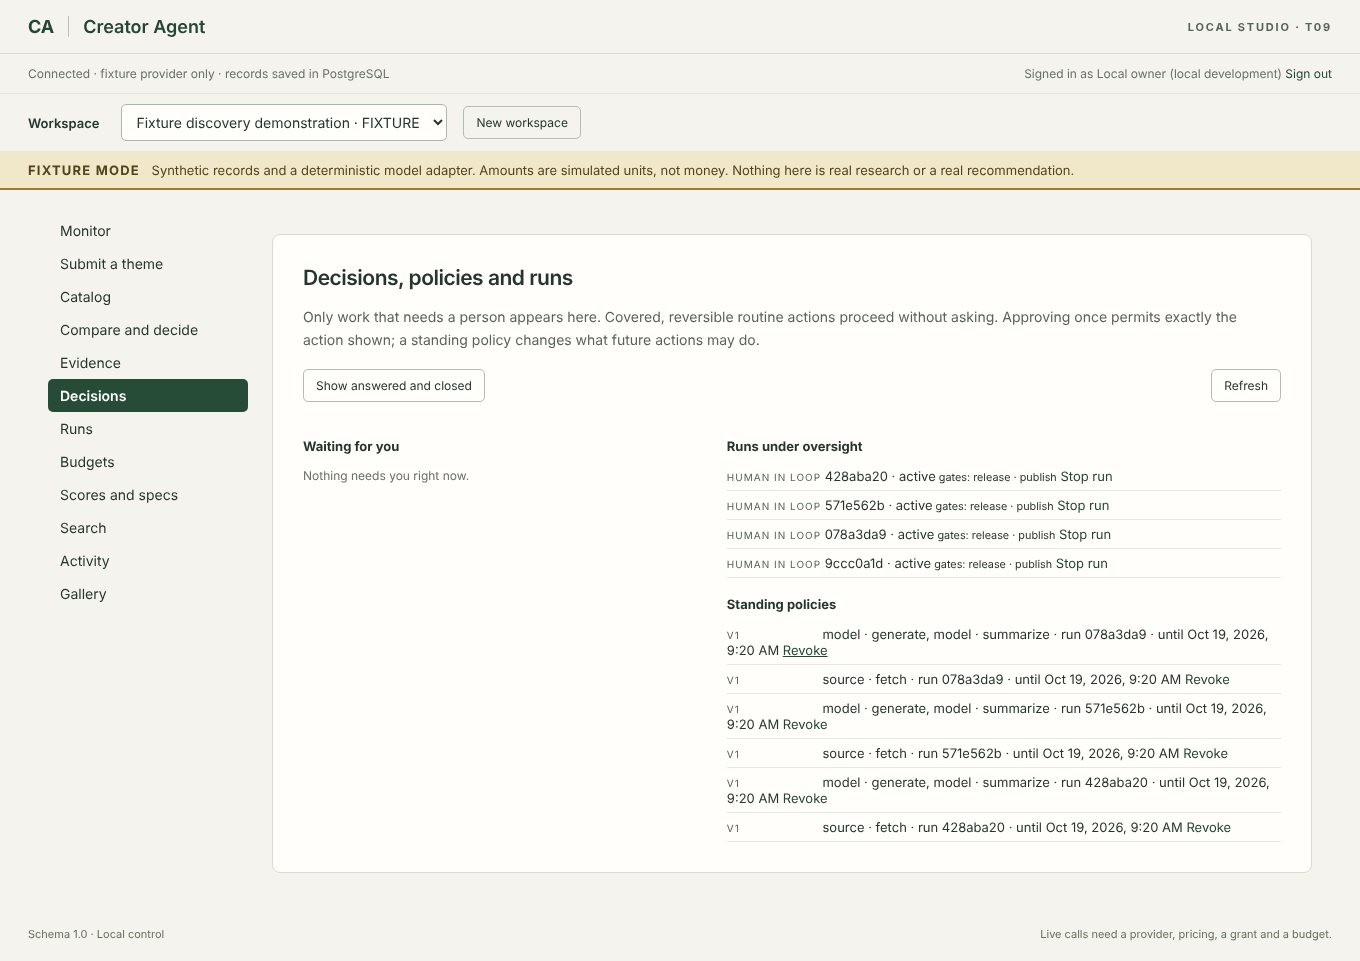 CA
Creator Agent
LOCAL STUDIO · T09
Connected · fixture provider only · records saved in PostgreSQL
Signed in as Local owner (local development) Sign out
Workspace
Fixture discovery demonstration · FIXTURE
New workspace
FIXTURE MODE Synthetic records and a deterministic model adapter. Amounts are simulated units, not money. Nothing here is real research or a real recommendation.
Monitor
Submit a theme
Catalog
Compare and decide
Evidence
Decisions
Runs
Budgets
Scores and specs
Search
Activity
Gallery
Decisions, policies and runs
Only work that needs a person appears here. Covered, reversible routine actions proceed without asking. Approving once permits exactly the
action shown; a standing policy changes what future actions may do.
Show answered and closed
Refresh
Waiting for you
Nothing needs you right now.
Runs under oversight
HUMAN IN LOOP 428aba20 · active gates: release · publish Stop run
HUMAN IN LOOP 571e562b · active gates: release · publish Stop run
HUMAN IN LOOP 078a3da9 · active gates: release · publish Stop run
HUMAN IN LOOP 9ccc0a1d · active gates: release · publish Stop run
Standing policies
V1 model · generate, model · summarize · run 078a3da9 · until Oct 19, 2026,
9:20 AM Revoke
V1 source · fetch · run 078a3da9 · until Oct 19, 2026, 9:20 AM Revoke
V1 model · generate, model · summarize · run 571e562b · until Oct 19, 2026,
9:20 AM Revoke
V1 source · fetch · run 571e562b · until Oct 19, 2026, 9:20 AM Revoke
V1 model · generate, model · summarize · run 428aba20 · until Oct 19, 2026,
9:20 AM Revoke
V1 source · fetch · run 428aba20 · until Oct 19, 2026, 9:20 AM Revoke
Schema 1.0 · Local control
Live calls need a provider, pricing, a grant and a budget.